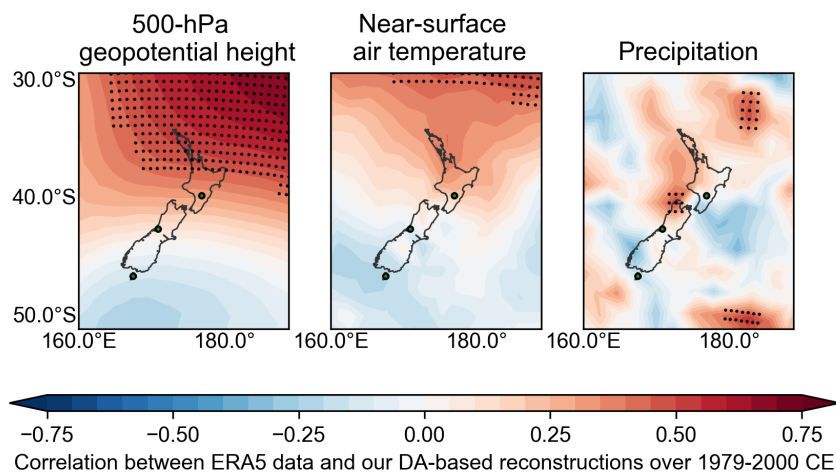 500-hPa
geopotential height
Near-surface
air temperature
Precipitation
30.0°S
40.0°S
50.0°S
160.0°E
180.0°
160.0°E
180.0°
160.0°E
180.0°
−0.75
−0.50
−0.25
0.00
0.25
0.50
0.75
Correlation between ERA5 data and our DA-based reconstructions over 1979-2000 CE